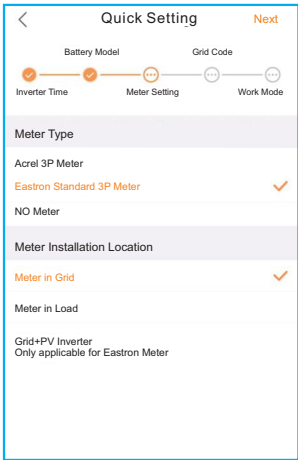 Quick Setting
Next
Battery Model
Grid Code
Inverter Time
Meter Setting
Work Mode
Meter Type
Acrel 3P Meter
Eastron Standard 3P Meter
NO Meter
Meter Installation Location
Meter in Grid
Meter in Load
Grid+PV Inverter
Only applicable for Eastron Meter